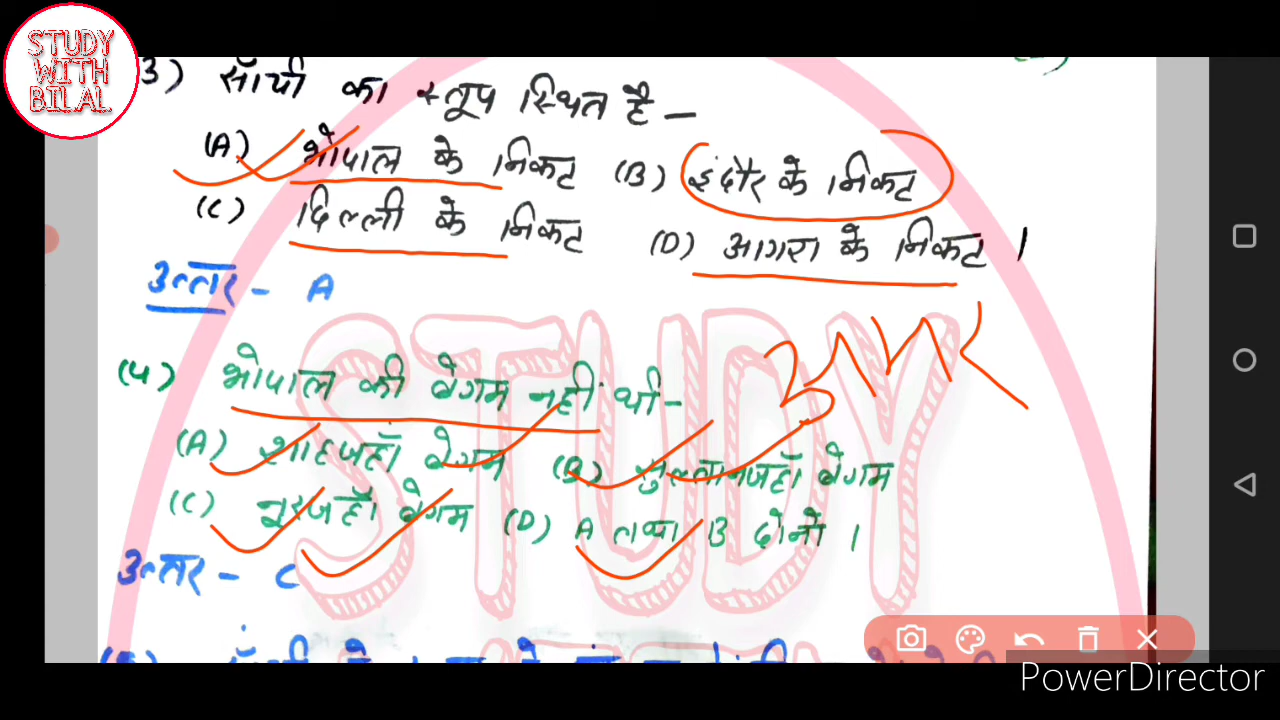 STUDY
WITH
BILAL
3) साँची का स्तूप स्थित है –
(A) भोपाल के निकट (B) इंदौर के निकट
(C) दिल्ली के निकट (D) आगरा के निकट ।
उत्तर - A
(4) भोपाल की बेगम नहीं थी-
(A) शाहजहाँ बेगम (B) सुल्तानजहाँ बेगम
(C) नूरजहाँ बेगम (D) A तथा B दोनो ।
उत्तर - C
STUDY
PowerDirector